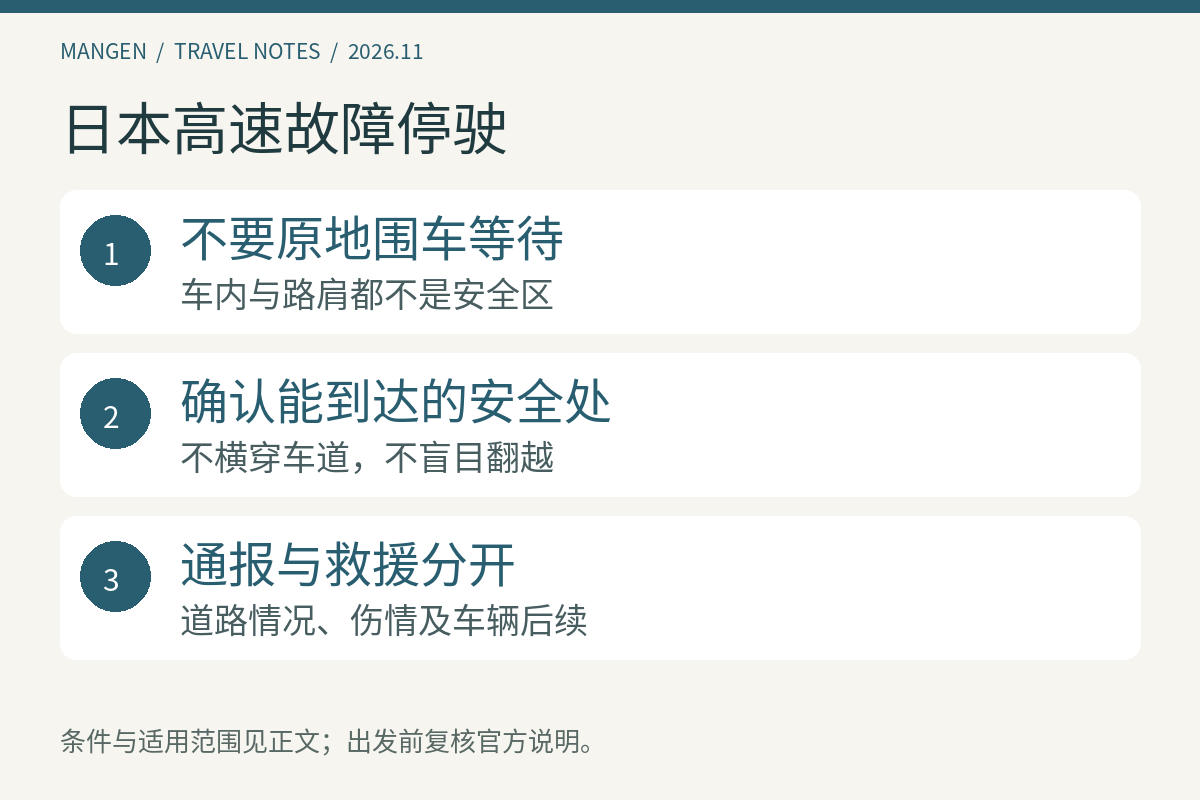 MANGEN / TRAVEL NOTES / 2026.11
日本高速故障停驶
1
不要原地围车等待
车内与路肩都不是安全区
2
确认能到达的安全处
不横穿车道，不盲目翻越
3
通报与救援分开
道路情况、伤情及车辆后续
条件与适用范围见正文；出发前复核官方说明。